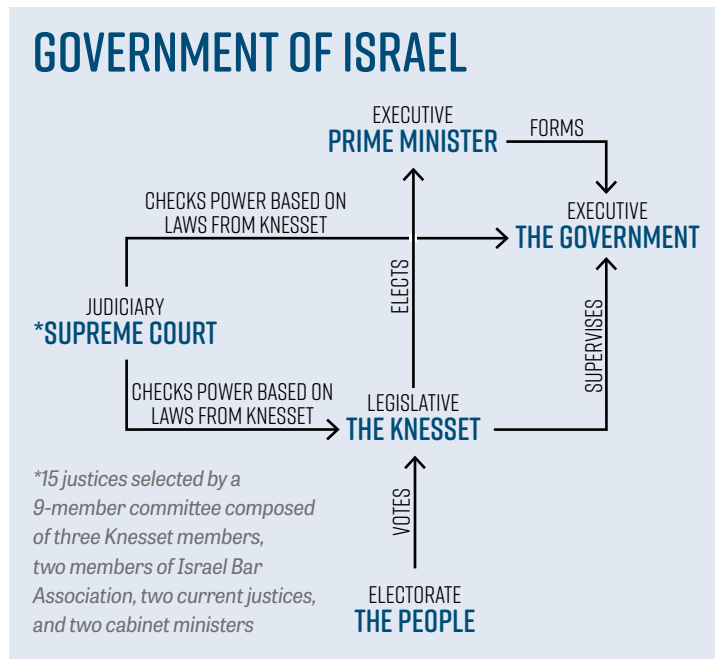 GOVERNMENT OF ISRAEL
EXECUTIVE
PRIME MINISTER
FORMS
CHECKS POWER BASED ON
LAWS FROM KNESSET
EXECUTIVE
THE GOVERNMENT
ELECTS
JUDICIARY
*SUPREME COURT
SUPERVISES
CHECKS POWER BASED ON
LAWS FROM KNESSET
LEGISLATIVE
THE KNESSET
*15 justices selected by a
9-member committee composed
of three Knesset members,
two members of Israel Bar
Association, two current justices,
and two cabinet ministers
VOTES
ELECTORATE
THE PEOPLE